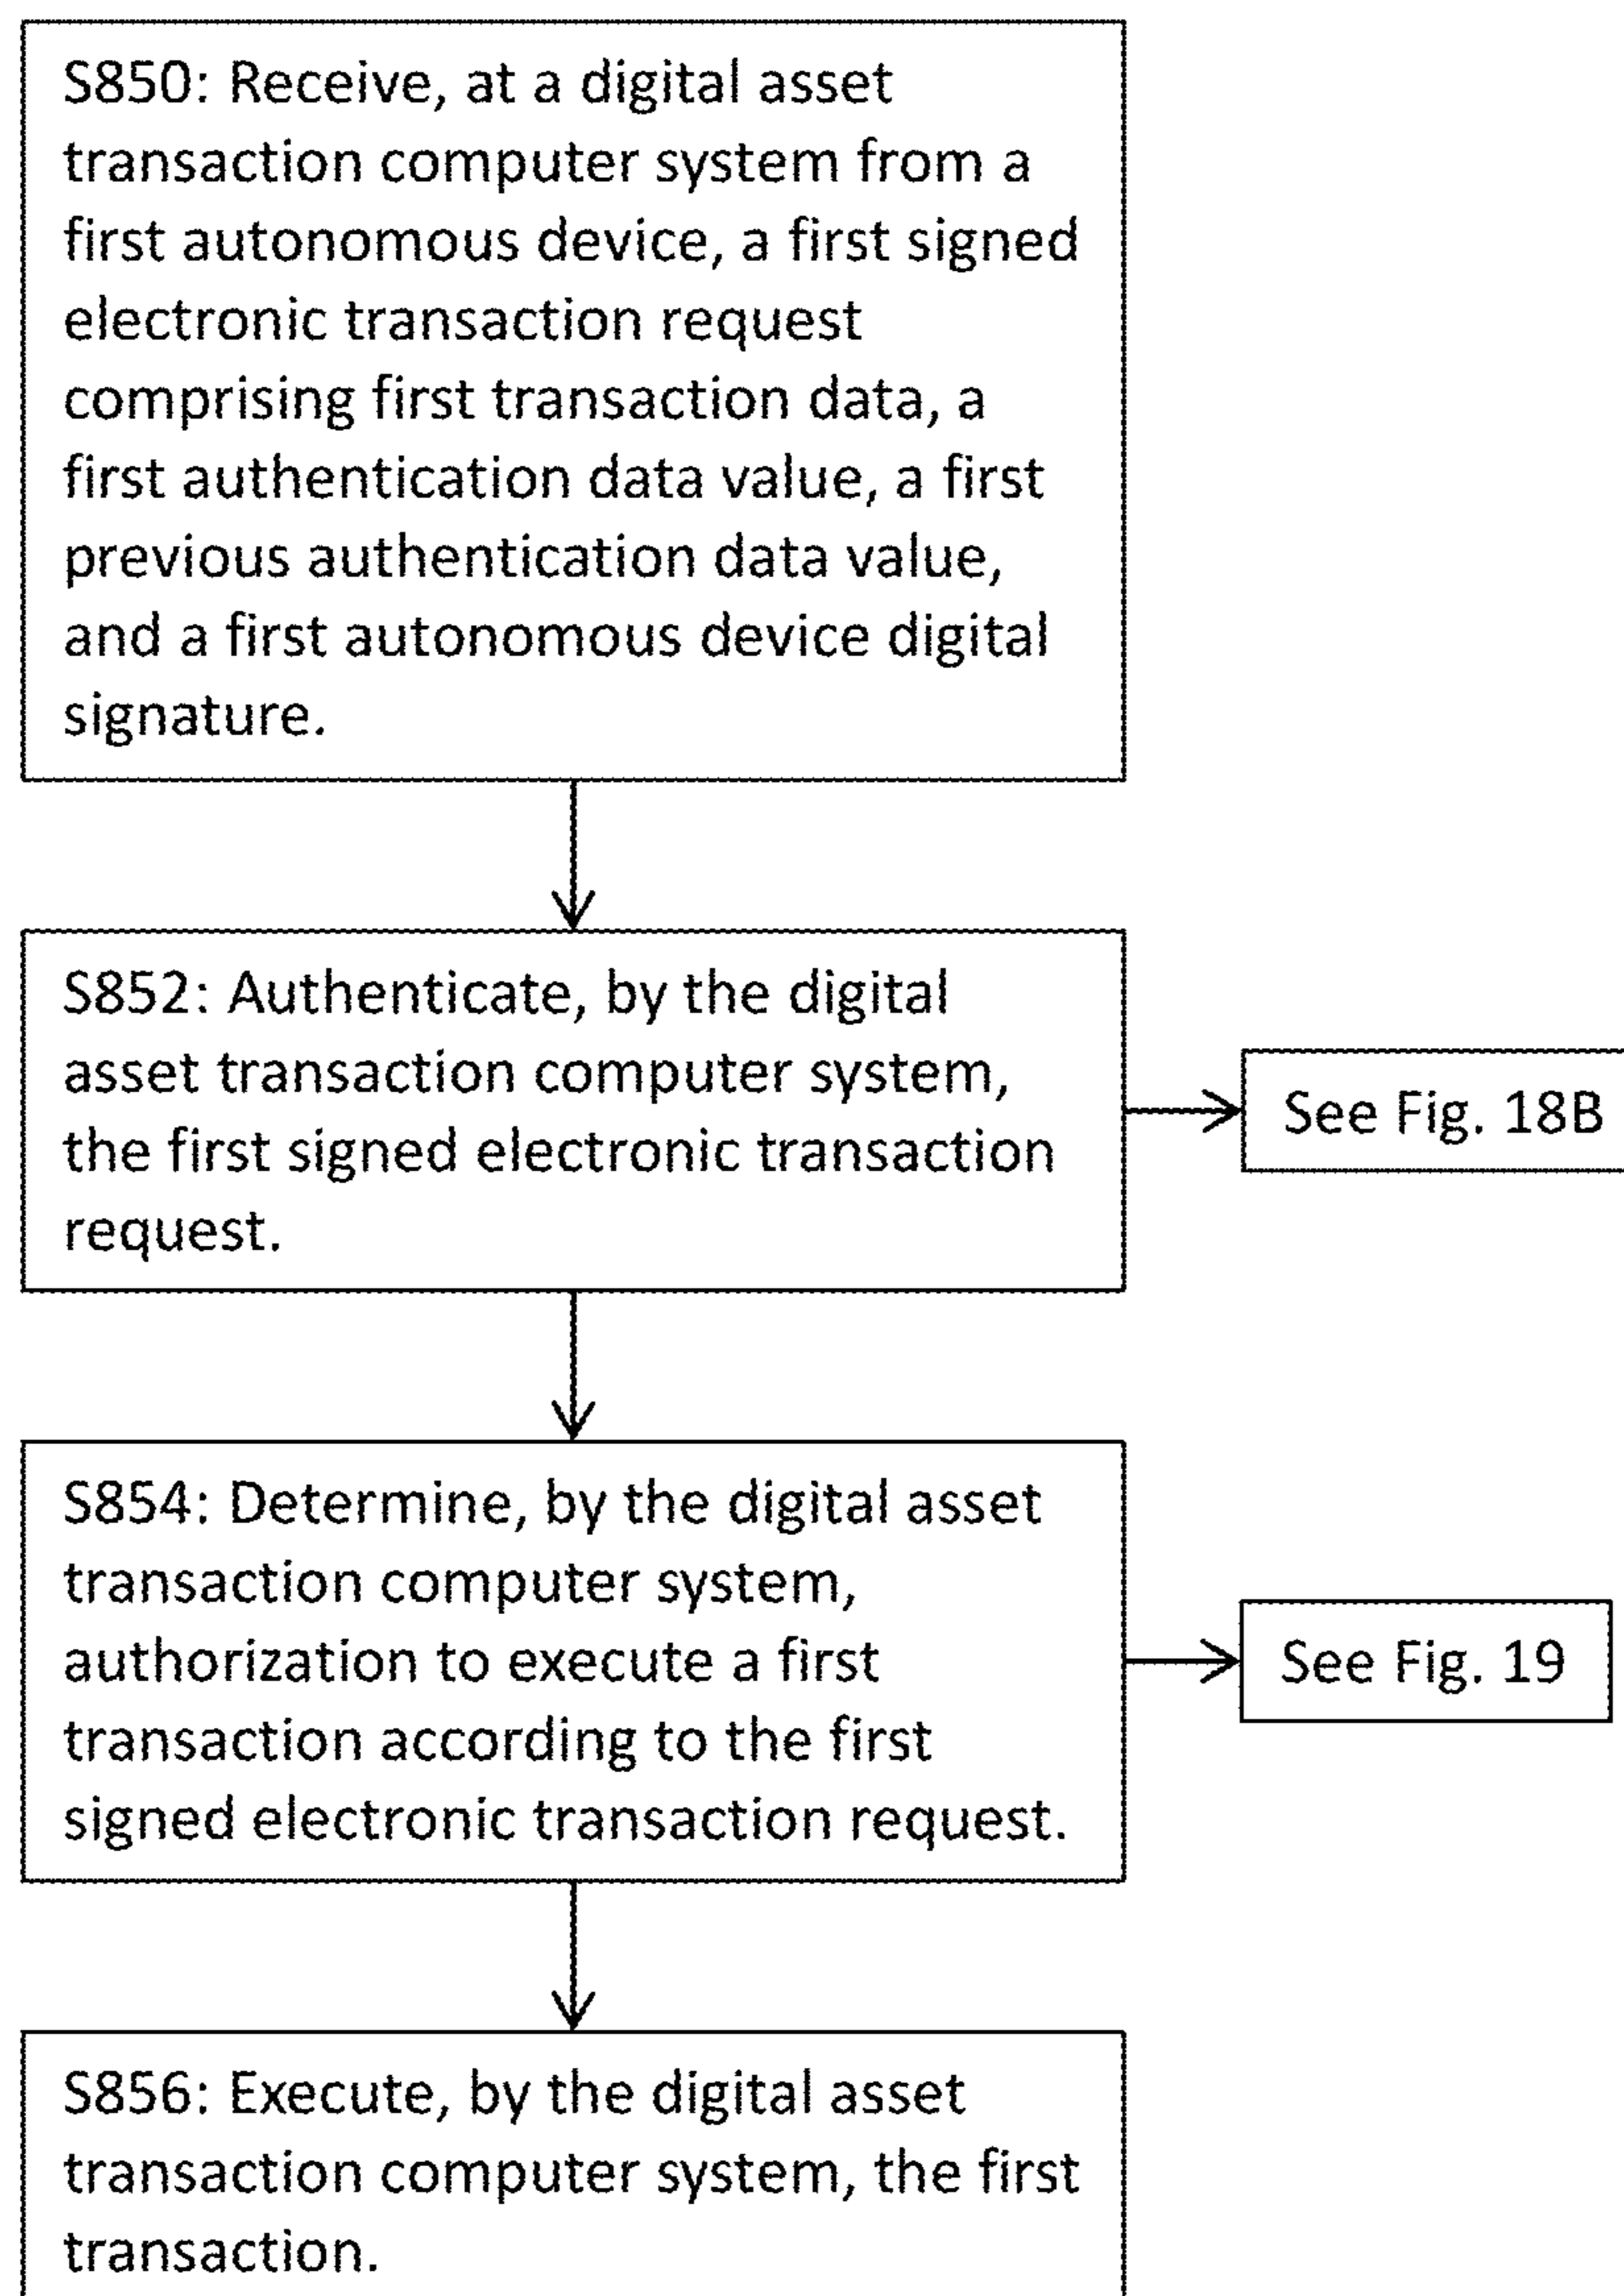 S850: Receive, at a digital asset
transaction computer system from a
first autonomous device, a first signed
electronic transaction request
comprising first transaction data, a
first authentication data value, a first
previous authentication data value,
and a first autonomous device digital
signature.
S852: Authenticate, by the digital
asset transaction computer system,
the first signed electronic transaction
request.
See Fig. 18B
S854: Determine, by the digital asset
transaction computer system,
authorization to execute a first
transaction according to the first
signed electronic transaction request.
See Fig. 19
S856: Execute, by the digital asset
transaction computer system, the first
transaction.